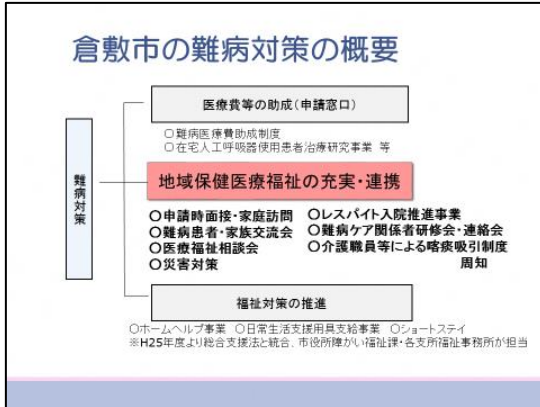 倉敷市の難病対策の概要
医療費等の助成(申請窓口)
○難病医療費助成制度
○在宅人工呼吸器使用患者治療研究事業 等
難病対策
地域保健医療福祉の充実・連携
○申請時面接・家庭訪問
○難病患者・家族交流会
○医療福祉相談会
○災害対策
○レスパイト入院推進事業
○難病ケア関係者研修会・連絡会
○介護職員等による喀痰吸引制度
周知
福祉対策の推進
○ホームヘルプ事業 ○日常生活支援用具支給事業 ○ショートステイ
※H25年度より総合支援法と統合.市役所障がい福祉課・各支所福祉事務所が担当